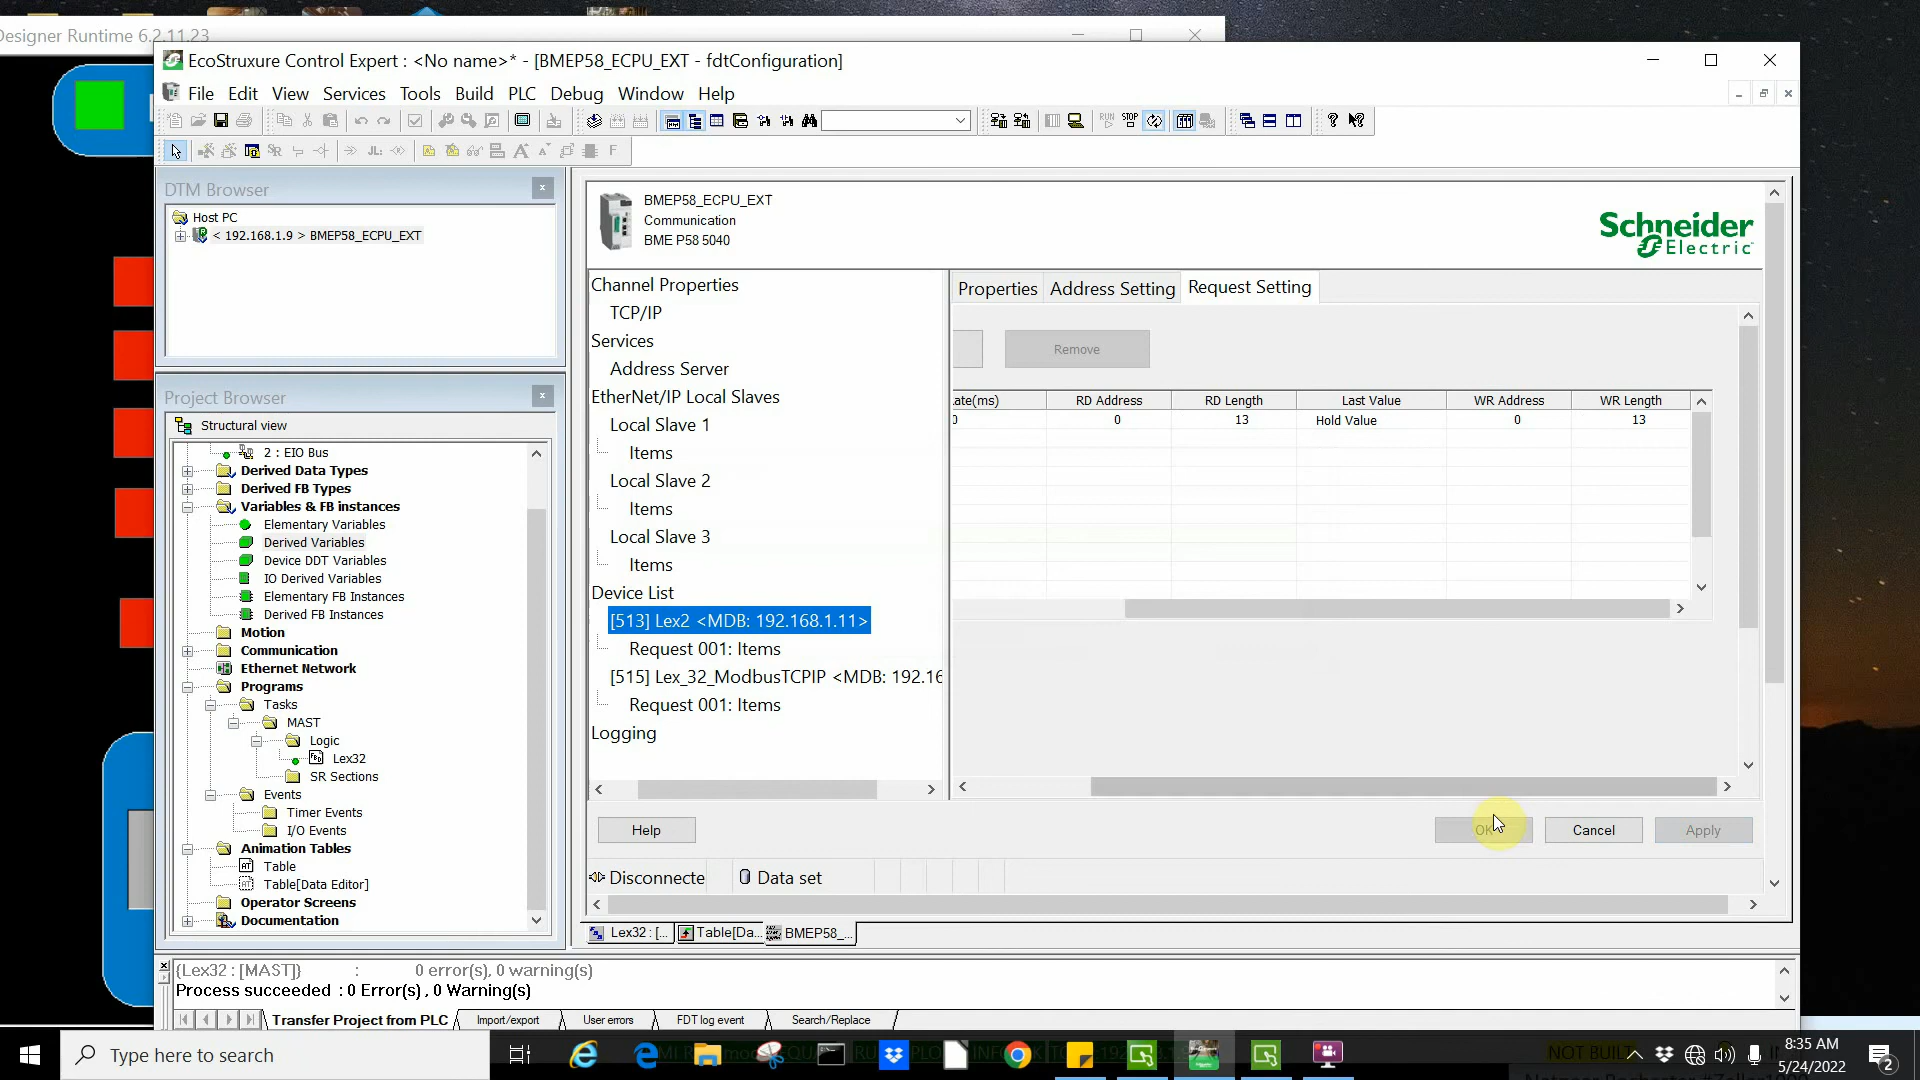 Designer Runtime 6.2.11.23
EcoStruxure Control Expert : <No name>* - [BMEP58_ECPU_EXT - fdtConfiguration]
File Edit View Services Tools Build PLC Debug Window Help
RUN STOP
SR JL: A A F
DTM Browser
Host PC
< 192.168.1.9 > BMEP58_ECPU_EXT
Project Browser
Structural view
2 : EIO Bus
Derived Data Types
Derived FB Types
Variables & FB instances
Elementary Variables
Derived Variables
Device DDT Variables
IO Derived Variables
Elementary FB Instances
Derived FB Instances
Motion
Communication
Ethernet Network
Programs
Tasks
MAST
Logic
Lex32
SR Sections
Events
Timer Events
I/O Events
Animation Tables
Table
Table[Data Editor]
Operator Screens
Documentation
BMEP58_ECPU_EXT
Communication
BME P58 5040
Schneider
Electric
Channel Properties
TCP/IP
Services
Address Server
EtherNet/IP Local Slaves
Local Slave 1
Items
Local Slave 2
Items
Local Slave 3
Items
Device List
[513] Lex2 <MDB: 192.168.1.11>
Request 001: Items
[515] Lex_32_ModbusTCPIP <MDB: 192.16
Request 001: Items
Logging
Properties Address Setting Request Setting
Remove
ate(ms) RD Address RD Length Last Value WR Address WR Length
0 0 13 Hold Value 0 13
Help OK Cancel Apply
Disconnecte Data set
Lex32 : [... Table[Da... BMEP58_...
{Lex32 : [MAST]} : 0 error(s), 0 warning(s)
Process succeeded : 0 Error(s) , 0 Warning(s)
Transfer Project from PLC Import/export User errors FDT log event Search/Replace
Type here to search
NOT BUILT
8:35 AM
5/24/2022
2